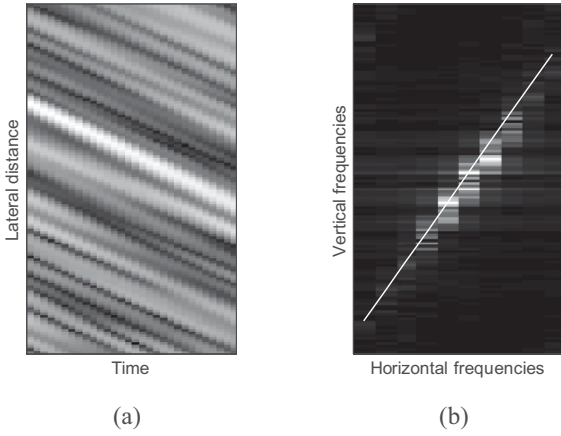 Lateral distance
Time
(a)
Vertical frequencies
Horizontal frequencies
(b)